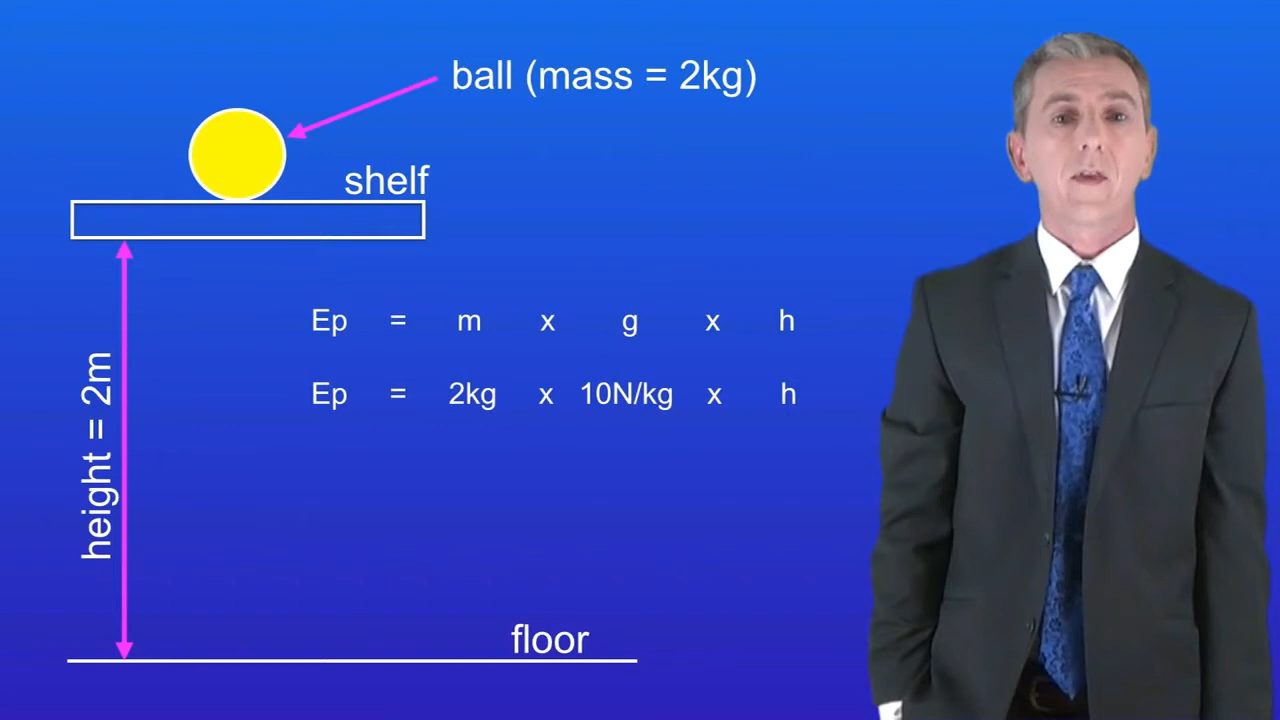 ball (mass = 2kg)
shelf
Ep = m x g x h
Ep = 2kg x 10N/kg x h
height = 2m
floor